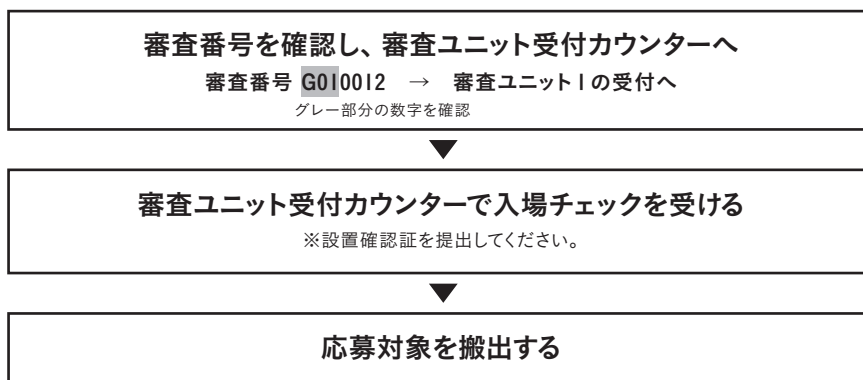 審査番号を確認し、審査ユニット受付カウンターへ
審査番号 G010012 → 審査ユニット1の受付へ
グレー部分の数字を確認
審査ユニット受付カウンターで入場チェックを受ける
※設置確認証を提出してください。
応募対象を搬出する